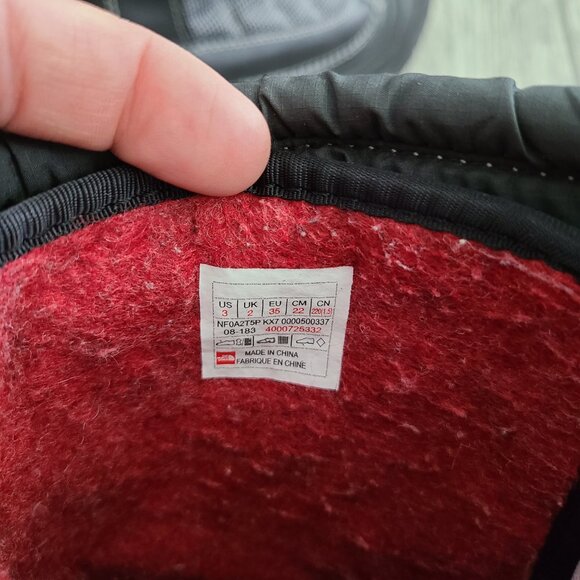 US UK EU CM CN
3 2 35 22 220(1.5)
NF0A2T5P KX7 0000500337
08-183 4000725332
MADE IN CHINA
FABRIQUE EN CHINE